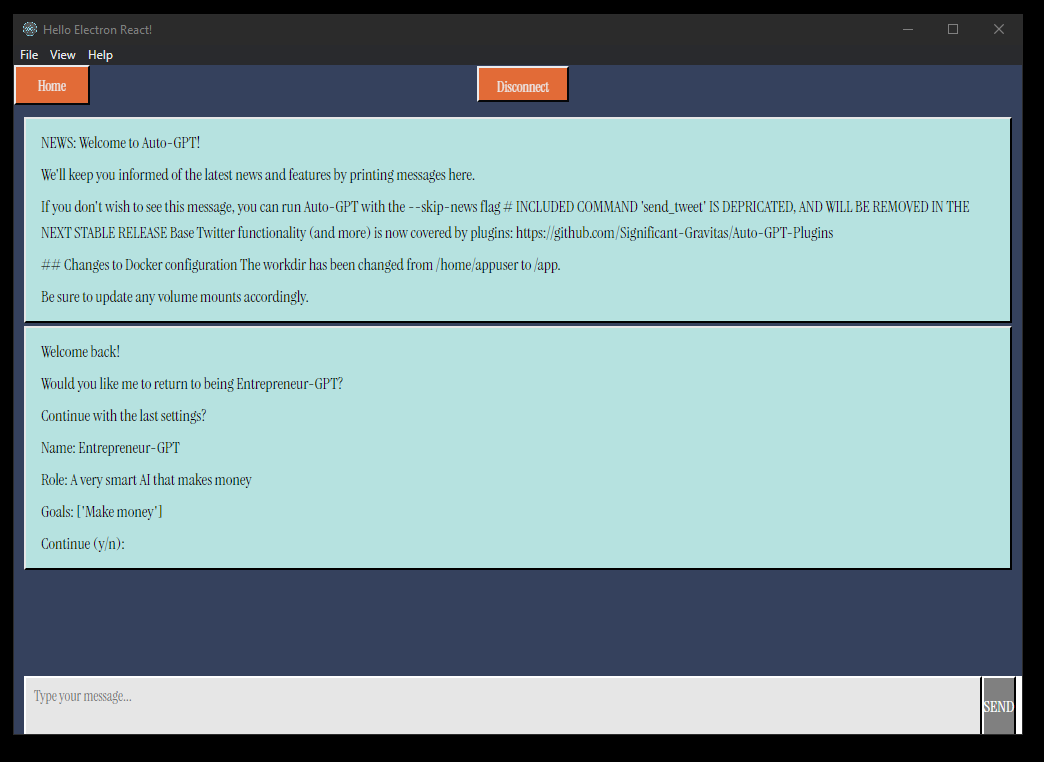 Hello Electron React!
File View Help
Home Disconnect
NEWS: Welcome to Auto-GPT!
We'll keep you informed of the latest news and features by printing messages here.
If you don't wish to see this message, you can run Auto-GPT with the --skip-news flag # INCLUDED COMMAND 'send_tweet' IS DEPRICATED, AND WILL BE REMOVED IN THE
NEXT STABLE RELEASE Base Twitter functionality (and more) is now covered by plugins: https://github.com/Significant-Gravitas/Auto-GPT-Plugins
## Changes to Docker configuration The workdir has been changed from /home/appuser to /app.
Be sure to update any volume mounts accordingly.
Welcome back!
Would you like me to return to being Entrepreneur-GPT?
Continue with the last settings?
Name: Entrepreneur-GPT
Role: A very smart AI that makes money
Goals: ['Make money']
Continue (y/n):
Type your message...
SEND